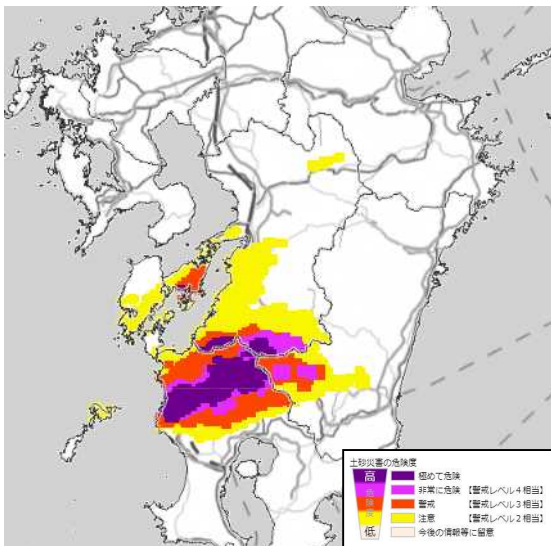 土砂災害の危険度
高
危険度
低
極めて危険
非常に危険 【警戒レベル4相当】
警戒 【警戒レベル3相当】
注意 【警戒レベル2相当】
今後の情報等に留意